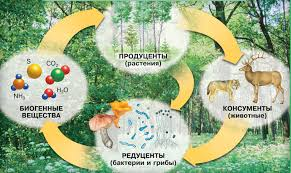 ПРОДУЦЕНТЫ
(растения)
S
CO₂
NH₃
H₂O
БИОГЕННЫЕ
ВЕЩЕСТВА
КОНСУМЕНТЫ
(животные)
РЕДУЦЕНТЫ
(бактерии и грибы)